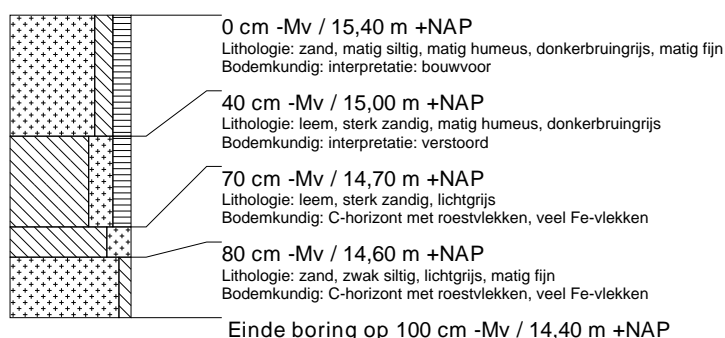 0 cm -Mv / 15,40 m +NAP
Lithologie: zand, matig siltig, matig humeus, donkerbruingrijs, matig fijn
Bodemkundig: interpretatie: bouwvoor
40 cm -Mv / 15,00 m +NAP
Lithologie: leem, sterk zandig, matig humeus, donkerbruingrijs
Bodemkundig: interpretatie: verstoord
70 cm -Mv / 14,70 m +NAP
Lithologie: leem, sterk zandig, lichtgrijs
Bodemkundig: C-horizont met roestvlekken, veel Fe-vlekken
80 cm -Mv / 14,60 m +NAP
Lithologie: zand, zwak siltig, lichtgrijs, matig fijn
Bodemkundig: C-horizont met roestvlekken, veel Fe-vlekken
Einde boring op 100 cm -Mv / 14,40 m +NAP